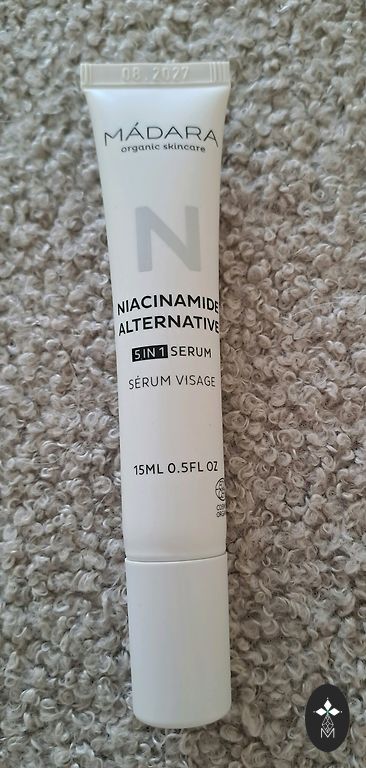 08.2027
MÁDARA
organic skincare
N
NIACINAMIDE
ALTERNATIVE
5 IN 1 SERUM
SÉRUM VISAGE
15ML 0.5FL OZ